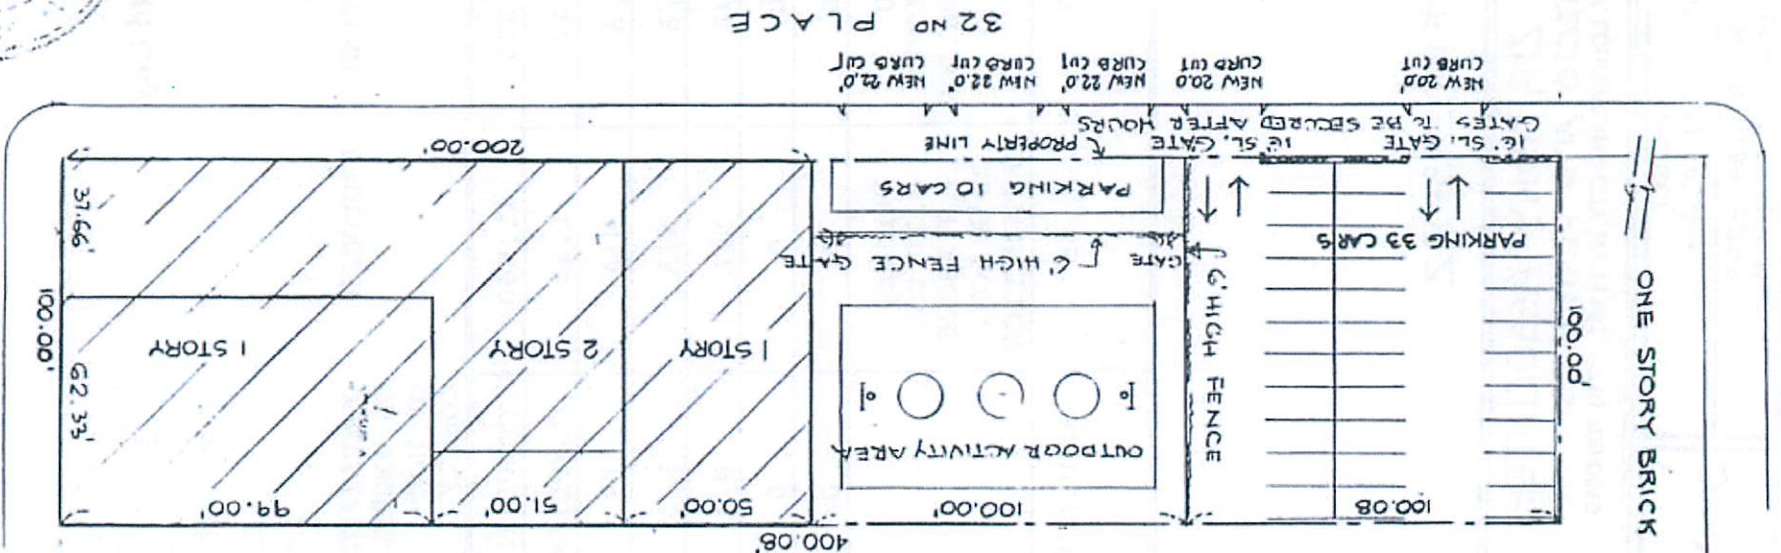 400.08'
100.08
100.00'
50.00'
51.00'
99.00'
OUTDOOR ACTIVITY AREA
ONE STORY BRICK
100.00'
6' HIGH FENCE
1 STORY
2 STORY
1 STORY
62.33'
100.00'
37.66'
PARKING 33 CARS
GATE
6' HIGH FENCE
GATE
PARKING 10 CARS
200.00'
16' SL. GATE
16' SL. GATE
PROPERTY LINE
GATES TO BE SECURED AFTER HOURS
NEW 20.0'
CURB CUT
NEW 20.0
CURB CUT
NEW 22.0'
CURB CUT
NEW 22.0'
CURB CUT
NEW 22.0'
CURB CUT
32ND PLACE